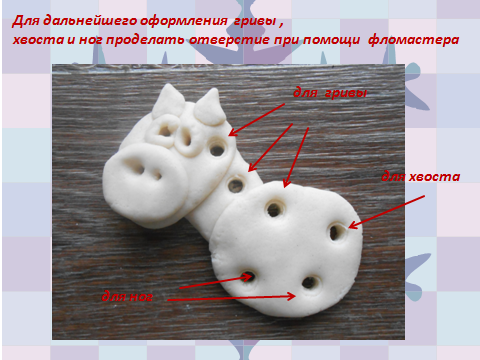 Для дальнейшего оформления гривы ,
хвоста и ног проделать отверстие при помощи фломастера
для гривы
для хвоста
для ног